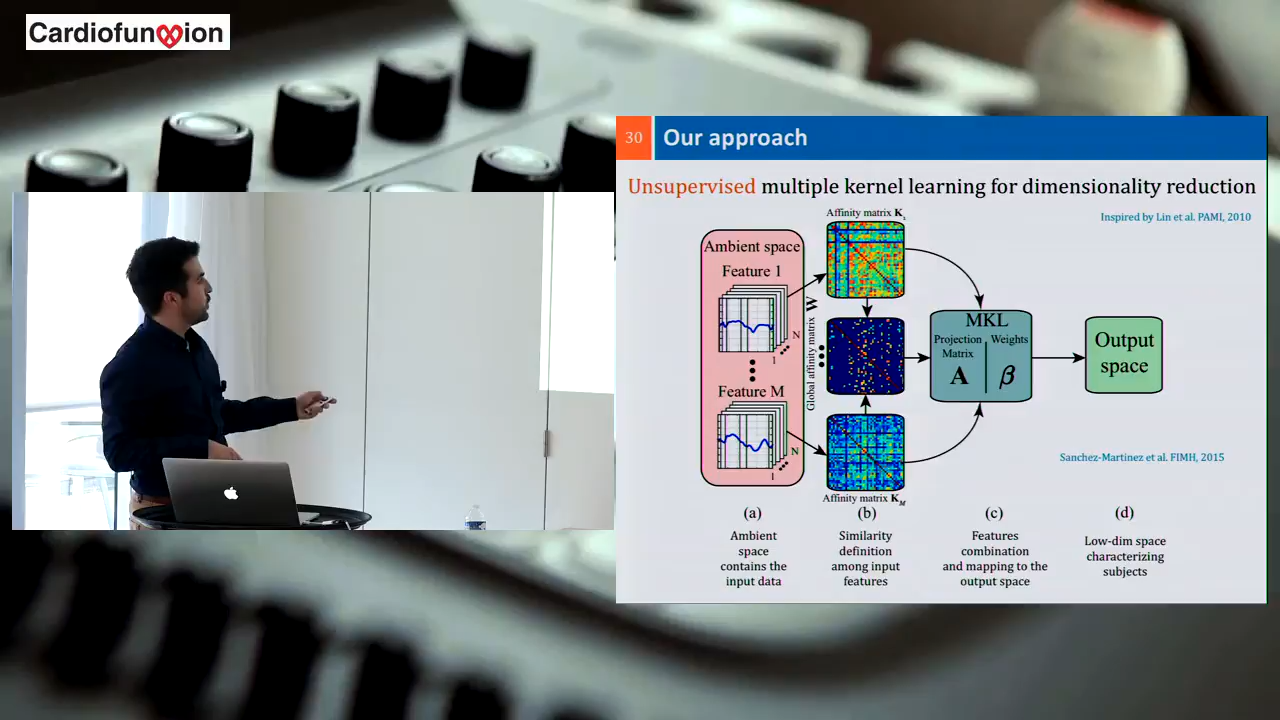 Cardiofunxion
30
Our approach
Unsupervised multiple kernel learning for dimensionality reduction
Inspired by Lin et al. PAMI, 2010
Ambient space
Feature 1
N
1
Feature M
N
1
Affinity matrix K1
Global affinity matrix W
Affinity matrix KM
MKL
Projection Matrix
Weights
A
β
Output
space
Sanchez-Martinez et al. FIMH, 2015
(a)
Ambient
space
contains the
input data
(b)
Similarity
definition
among input
features
(c)
Features
combination
and mapping to the
output space
(d)
Low-dim space
characterizing
subjects